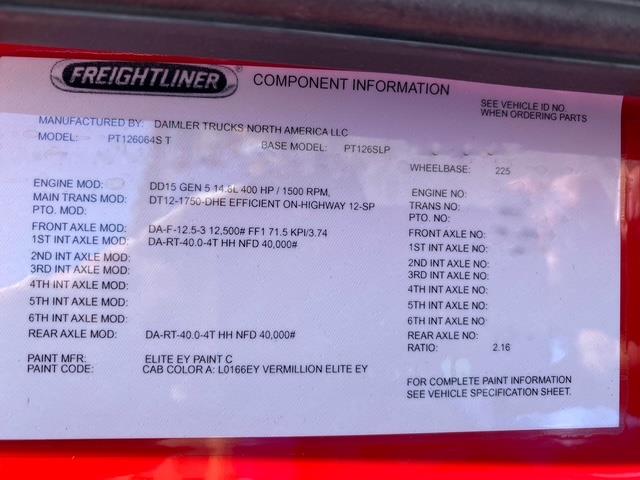 FREIGHTLINER COMPONENT INFORMATION
SEE VEHICLE ID NO.
WHEN ORDERING PARTS
MANUFACTURED BY: DAIMLER TRUCKS NORTH AMERICA LLC
MODEL: PT126064S T BASE MODEL: PT126SLP
WHEELBASE: 225
ENGINE MOD: DD15 GEN 5 14.8L 400 HP / 1500 RPM, ENGINE NO:
MAIN TRANS MOD: DT12-1750-DHE EFFICIENT ON-HIGHWAY 12-SP TRANS NO:
PTO. MOD: PTO. NO:
FRONT AXLE MOD: DA-F-12.5-3 12,500# FF1 71.5 KPI/3.74 FRONT AXLE NO:
1ST INT AXLE MOD: DA-RT-40.0-4T HH NFD 40,000# 1ST INT AXLE NO:
2ND INT AXLE MOD: 2ND INT AXLE NO:
3RD INT AXLE MOD: 3RD INT AXLE NO:
4TH INT AXLE MOD: 4TH INT AXLE NO:
5TH INT AXLE MOD: 5TH INT AXLE NO:
6TH INT AXLE MOD: 6TH INT AXLE NO
REAR AXLE MOD: DA-RT-40.0-4T HH NFD 40,000# REAR AXLE NO:
RATIO: 2.16
PAINT MFR: ELITE EY PAINT C
PAINT CODE: CAB COLOR A: L0166EY VERMILLION ELITE EY
FOR COMPLETE PAINT INFORMATION
SEE VEHICLE SPECIFICATION SHEET.